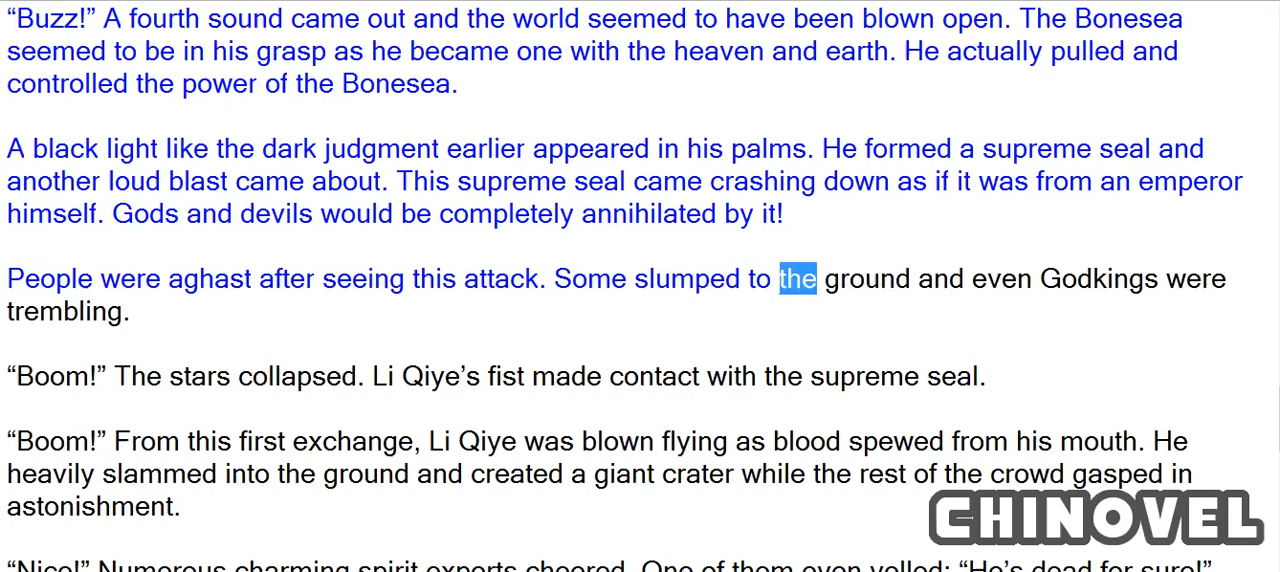 “Buzz!” A fourth sound came out and the world seemed to have been blown open. The Bonesea
seemed to be in his grasp as he became one with the heaven and earth. He actually pulled and
controlled the power of the Bonesea.
A black light like the dark judgment earlier appeared in his palms. He formed a supreme seal and
another loud blast came about. This supreme seal came crashing down as if it was from an emperor
himself. Gods and devils would be completely annihilated by it!
People were aghast after seeing this attack. Some slumped to the ground and even Godkings were
trembling.
“Boom!” The stars collapsed. Li Qiye’s fist made contact with the supreme seal.
“Boom!” From this first exchange, Li Qiye was blown flying as blood spewed from his mouth. He
heavily slammed into the ground and created a giant crater while the rest of the crowd gasped in
astonishment.
CHINOVEL
“Nice!” Numerous charming spirit experts cheered. One of them even yelled: “He’s dead for sure!”